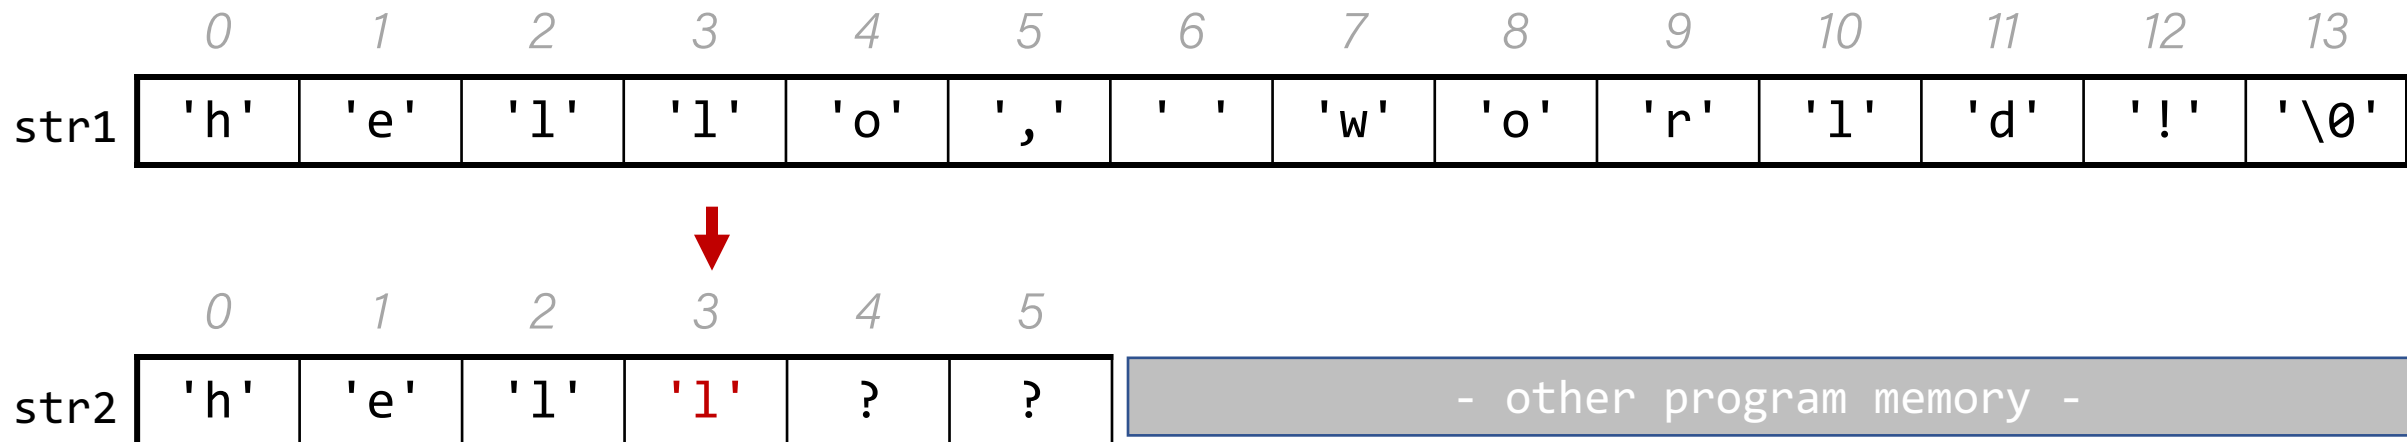 0 1 2 3 4 5 6 7 8 9 10 11 12 13
str1 'h' 'e' 'l' 'l' 'o' ',' ' ' 'w' 'o' 'r' 'l' 'd' '!' '\0'
0 1 2 3 4 5
str2 'h' 'e' 'l' 'l' ? ? - other program memory -